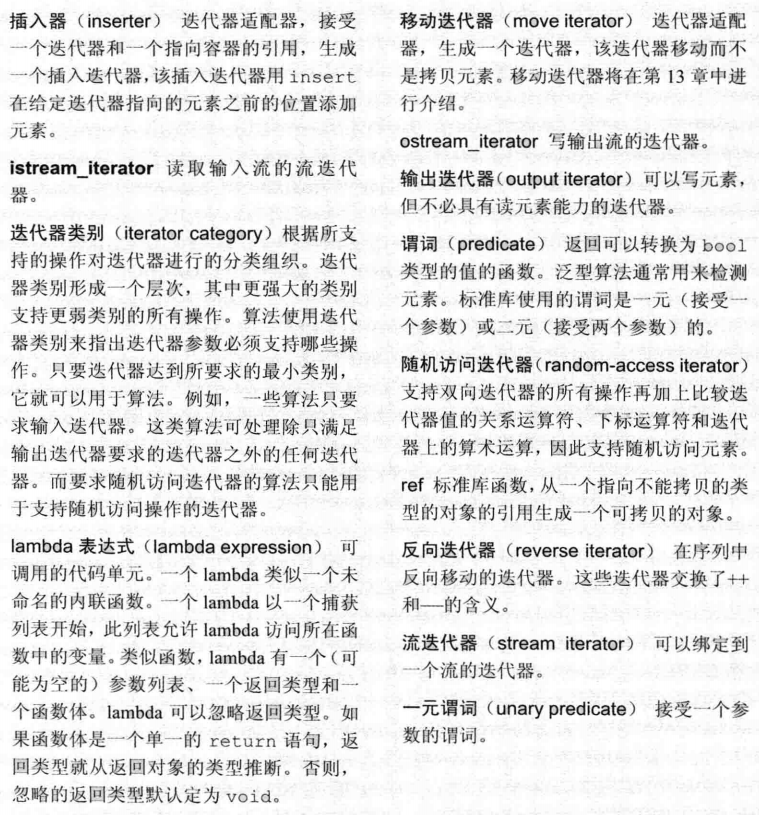 插入器（inserter） 迭代器适配器，接受
一个迭代器和一个指向容器的引用，生成
一个插入迭代器，该插入迭代器用 insert
在给定迭代器指向的元素之前的位置添加
元素。
istream_iterator 读取输入流的流迭代
器。
迭代器类别（iterator category）根据所支
持的操作对迭代器进行的分类组织。迭代
器类别形成一个层次，其中更强大的类别
支持更弱类别的所有操作。算法使用迭代
器类别来指出迭代器参数必须支持哪些操
作。只要迭代器达到所要求的最小类别，
它就可以用于算法。例如，一些算法只要
求输入迭代器。这类算法可处理除只满足
输出迭代器要求的迭代器之外的任何迭代
器。而要求随机访问迭代器的算法只能用
于支持随机访问操作的迭代器。
lambda 表达式（lambda expression） 可
调用的代码单元。一个 lambda 类似一个未
命名的内联函数。一个 lambda 以一个捕获
列表开始，此列表允许 lambda 访问所在函
数中的变量。类似函数，lambda 有一个（可
能为空的）参数列表、一个返回类型和一
个函数体。lambda 可以忽略返回类型。如
果函数体是一个单一的 return 语句，返
回类型就从返回对象的类型推断。否则，
忽略的返回类型默认定为 void。
移动迭代器（move iterator） 迭代器适配
器，生成一个迭代器，该迭代器移动而不
是拷贝元素。移动迭代器将在第 13 章中进
行介绍。
ostream_iterator 写输出流的迭代器。
输出迭代器（output iterator）可以写元素，
但不必具有读元素能力的迭代器。
谓词（predicate） 返回可以转换为 bool
类型的值的函数。泛型算法通常用来检测
元素。标准库使用的谓词是一元（接受一
个参数）或二元（接受两个参数）的。
随机访问迭代器（random-access iterator）
支持双向迭代器的所有操作再加上比较迭
代器值的关系运算符、下标运算符和迭代
器上的算术运算，因此支持随机访问元素。
ref 标准库函数，从一个指向不能拷贝的类
型的对象的引用生成一个可拷贝的对象。
反向迭代器（reverse iterator） 在序列中
反向移动的迭代器。这些迭代器交换了++
和--的含义。
流迭代器（stream iterator） 可以绑定到
一个流的迭代器。
一元谓词（unary predicate） 接受一个参
数的谓词。